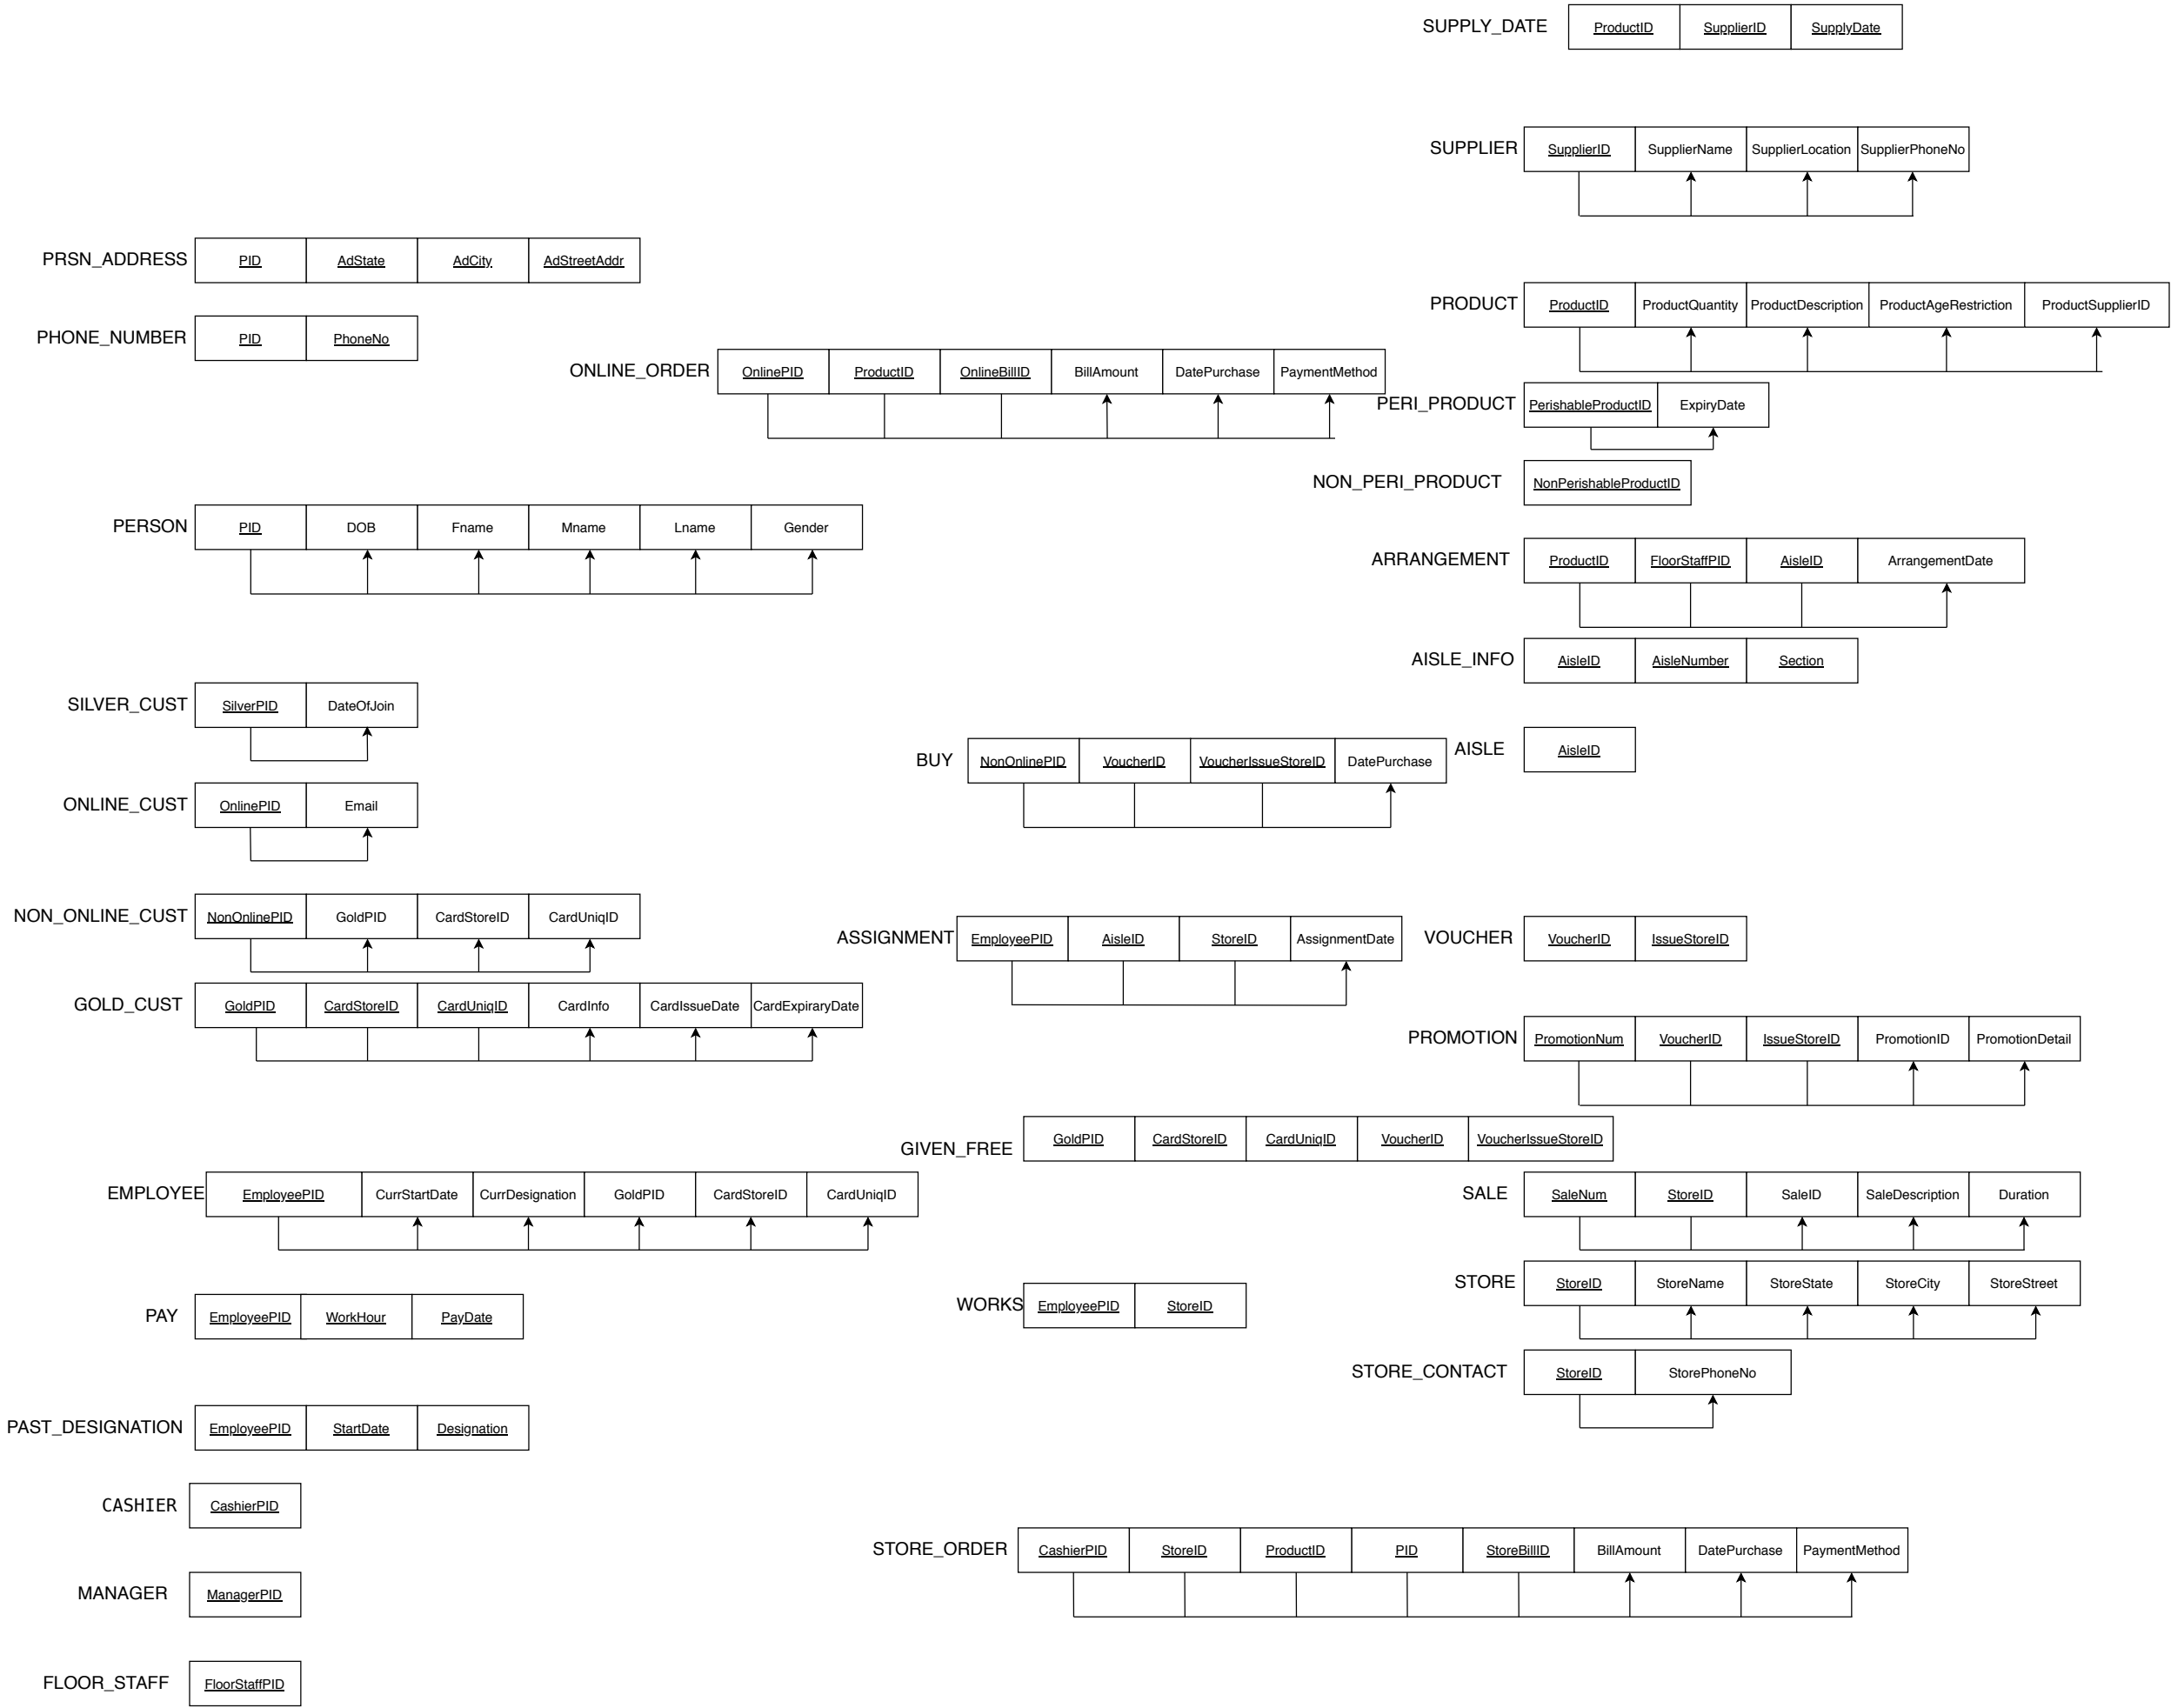 SUPPLY_DATE ProductID SupplierID SupplyDate
SUPPLIER SupplierID SupplierName SupplierLocation SupplierPhoneNo
PRSN_ADDRESS PID AdState AdCity AdStreetAddr
PRODUCT ProductID ProductQuantity ProductDescription ProductAgeRestriction ProductSupplierID
PHONE_NUMBER PID PhoneNo
ONLINE_ORDER OnlinePID ProductID OnlineBillID BillAmount DatePurchase PaymentMethod
PERI_PRODUCT PerishableProductID ExpiryDate
NON_PERI_PRODUCT NonPerishableProductID
PERSON PID DOB Fname Mname Lname Gender
ARRANGEMENT ProductID FloorStaffPID AisleID ArrangementDate
AISLE_INFO AisleID AisleNumber Section
SILVER_CUST SilverPID DateOfJoin
BUY NonOnlinePID VoucherID VoucherIssueStoreID DatePurchase
AISLE AisleID
ONLINE_CUST OnlinePID Email
NON_ONLINE_CUST NonOnlinePID GoldPID CardStoreID CardUniqID
ASSIGNMENT EmployeePID AisleID StoreID AssignmentDate
VOUCHER VoucherID IssueStoreID
GOLD_CUST GoldPID CardStoreID CardUniqID CardInfo CardIssueDate CardExpiraryDate
PROMOTION PromotionNum VoucherID IssueStoreID PromotionID PromotionDetail
GIVEN_FREE GoldPID CardStoreID CardUniqID VoucherID VoucherIssueStoreID
EMPLOYEE EmployeePID CurrStartDate CurrDesignation GoldPID CardStoreID CardUniqID
SALE SaleNum StoreID SaleID SaleDescription Duration
STORE StoreID StoreName StoreState StoreCity StoreStreet
PAY EmployeePID WorkHour PayDate
WORKS EmployeePID StoreID
STORE_CONTACT StoreID StorePhoneNo
PAST_DESIGNATION EmployeePID StartDate Designation
CASHIER CashierPID
STORE_ORDER CashierPID StoreID ProductID PID StoreBillID BillAmount DatePurchase PaymentMethod
MANAGER ManagerPID
FLOOR_STAFF FloorStaffPID